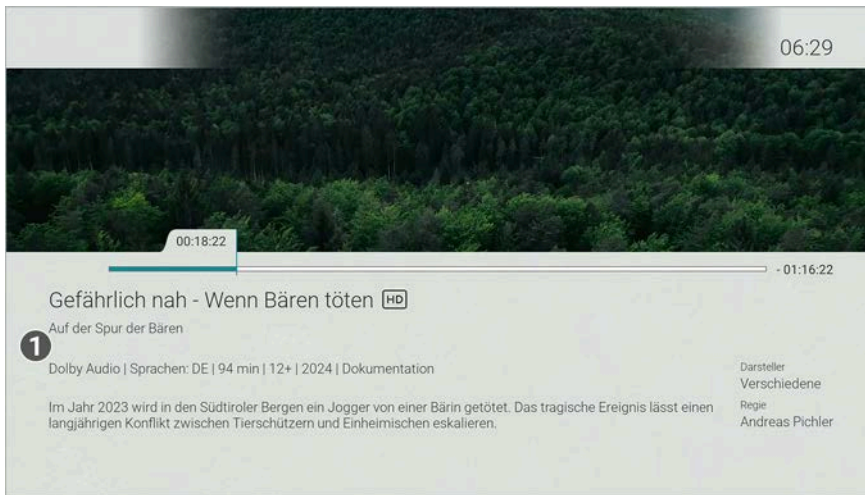 06:29
00:18:22
- 01:16:22
Gefährlich nah - Wenn Bären töten HD
Auf der Spur der Bären
1
Dolby Audio | Sprachen: DE | 94 min | 12+ | 2024 | Dokumentation
Darsteller
Verschiedene
Im Jahr 2023 wird in den Südtiroler Bergen ein Jogger von einer Bärin getötet. Das tragische Ereignis lässt einen
langjährigen Konflikt zwischen Tierschützern und Einheimischen eskalieren.
Regie
Andreas Pichler